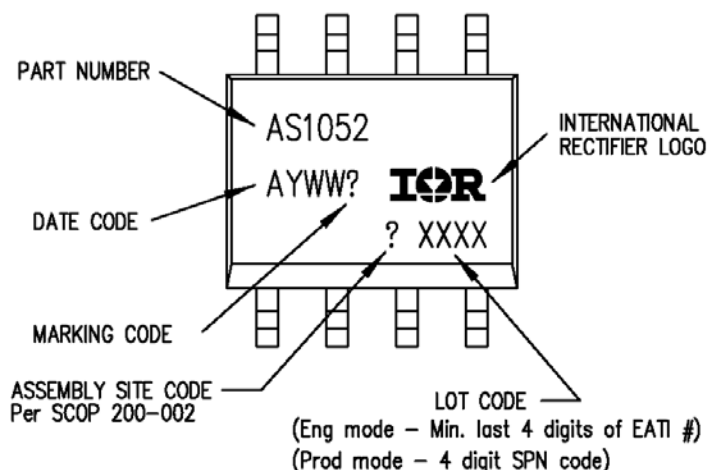 PART NUMBER
AS1052
INTERNATIONAL
RECTIFIER LOGO
AYWW?
IOR
DATE CODE
? XXXX
MARKING CODE
ASSEMBLY SITE CODE
Per SCOP 200-002
LOT CODE
(Eng mode – Min. last 4 digits of EATI #)
(Prod mode – 4 digit SPN code)